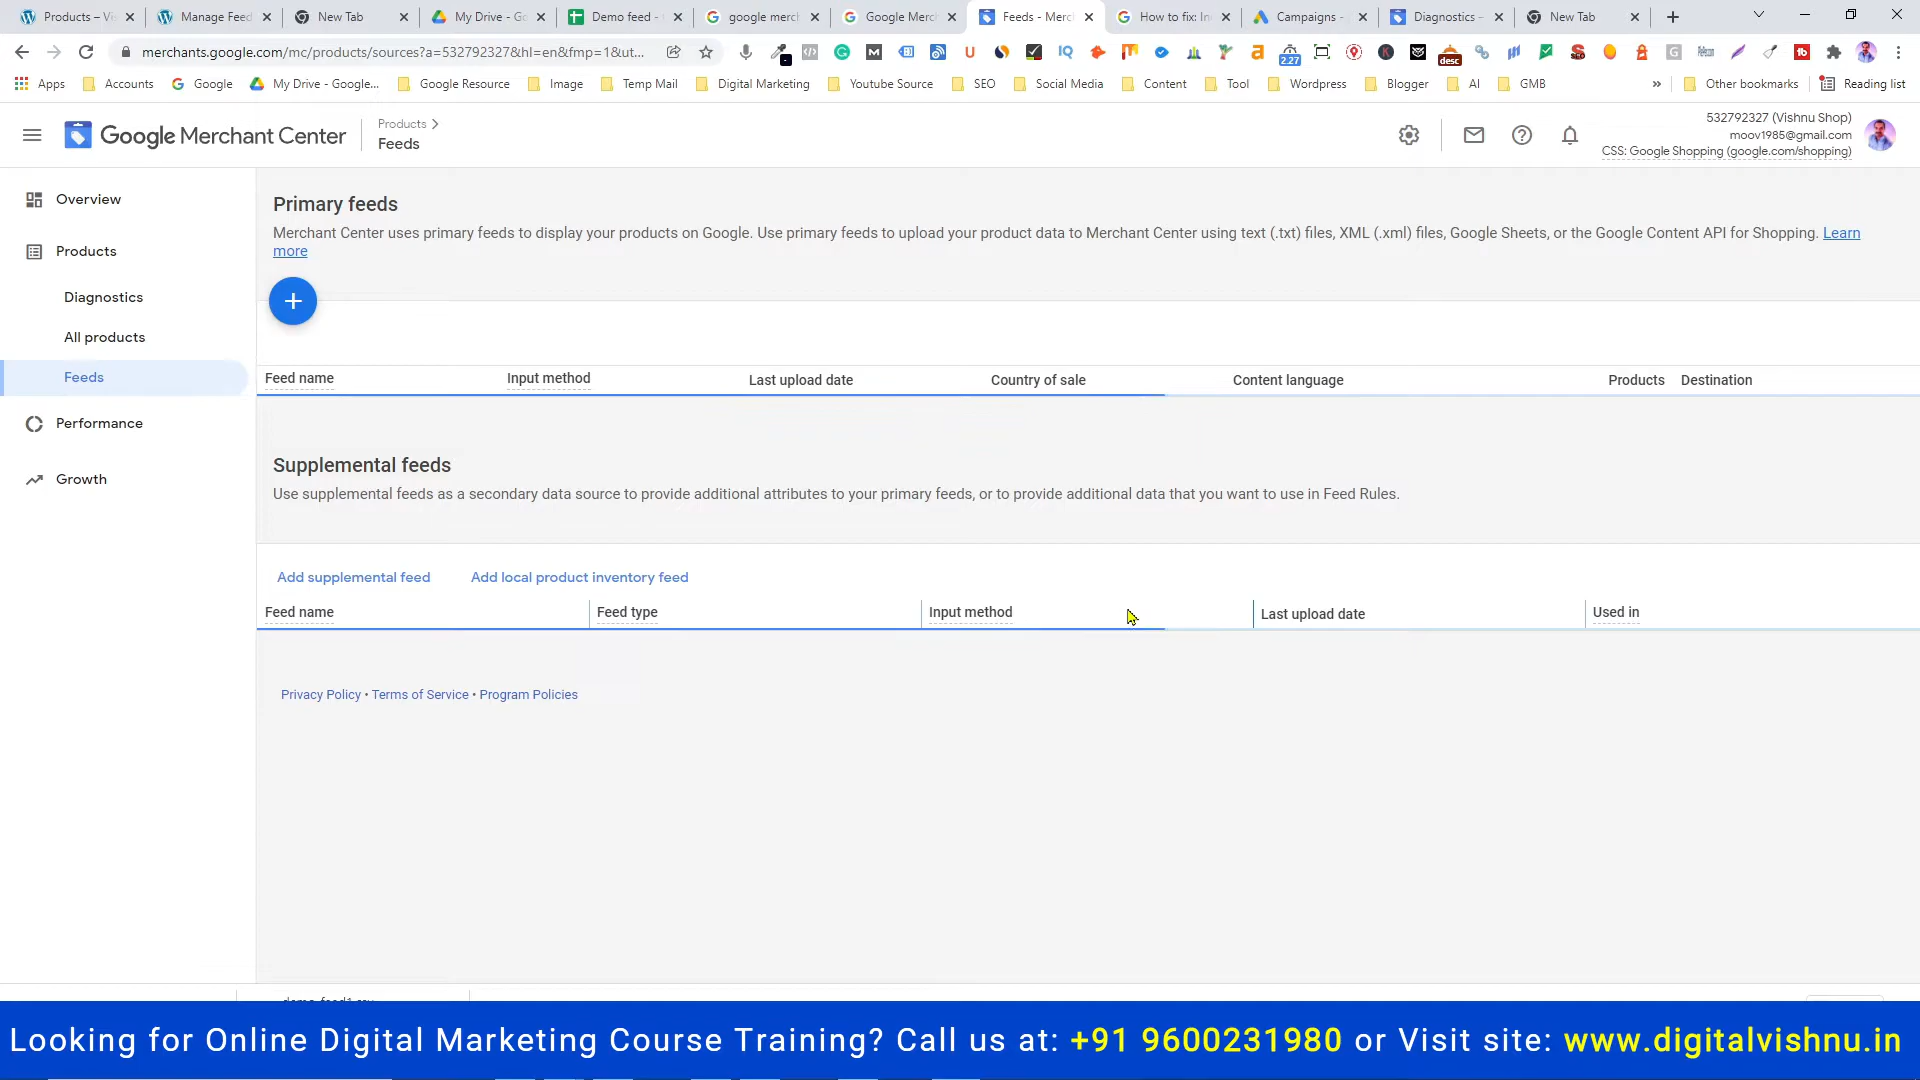 Products – Vi
Manage Feed
New Tab
My Drive - Go
Demo feed -
google merch
Google Merc
Feeds - Merc
How to fix: In
Campaigns -
Diagnostics -
New Tab
merchants.google.com/mc/products/sources?a=532792327&hl=en&fmp=1&ut...
2.27
desc
Apps
Accounts
Google
My Drive - Google...
Google Resource
Image
Temp Mail
Digital Marketing
Youtube Source
SEO
Social Media
Content
Tool
Wordpress
Blogger
AI
GMB
»
Other bookmarks
Reading list
Google Merchant Center
Products >
Feeds
532792327 (Vishnu Shop)
moov1985@gmail.com
CSS: Google Shopping (google.com/shopping)
Overview
Products
Diagnostics
All products
Feeds
Performance
Growth
Primary feeds
Merchant Center uses primary feeds to display your products on Google. Use primary feeds to upload your product data to Merchant Center using text (.txt) files, XML (.xml) files, Google Sheets, or the Google Content API for Shopping. Learn
more
Feed name
Input method
Last upload date
Country of sale
Content language
Products
Destination
Supplemental feeds
Use supplemental feeds as a secondary data source to provide additional attributes to your primary feeds, or to provide additional data that you want to use in Feed Rules.
Add supplemental feed
Add local product inventory feed
Feed name
Feed type
Input method
Last upload date
Used in
Privacy Policy • Terms of Service • Program Policies
Looking for Online Digital Marketing Course Training? Call us at: +91 9600231980 or Visit site: www.digitalvishnu.in